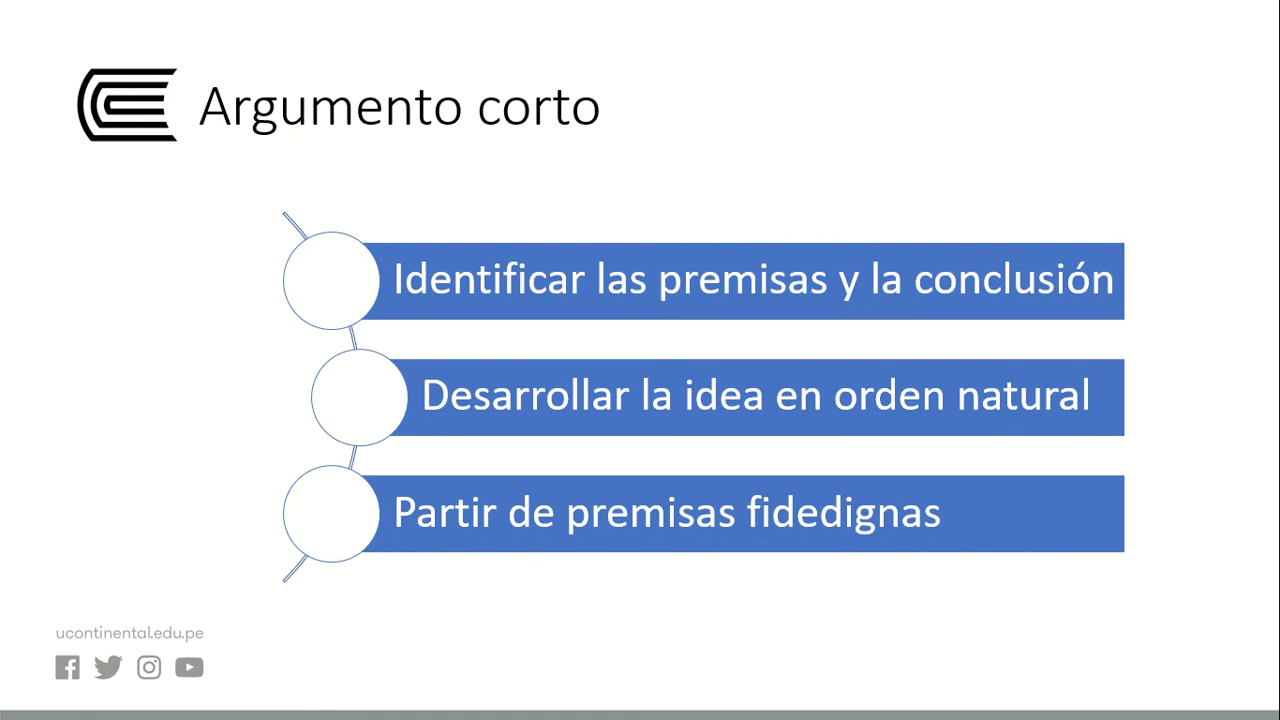 Argumento corto
Identificar las premisas y la conclusión
Desarrollar la idea en orden natural
Partir de premisas fidedignas
ucontinental.edu.pe